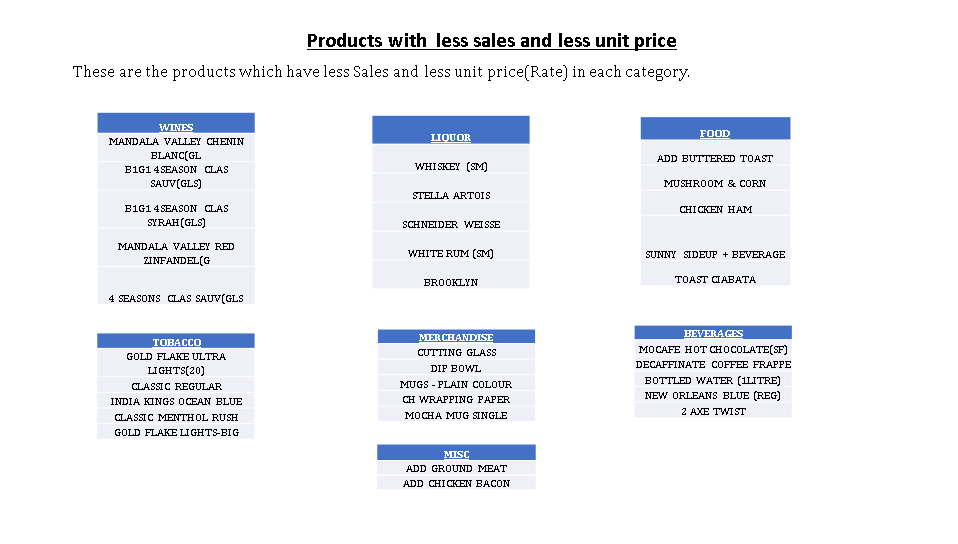 Products with less sales and less unit price
These are the products which have less Sales and less unit price(Rate) in each category.
WINES
MANDALA VALLEY CHENIN
BLANC(GL
B1G1 4SEASON CLAS
SAUV(GLS)
B1G1 4SEASON CLAS
SYRAH(GLS)
MANDALA VALLEY RED
ZINFANDEL(G
4 SEASONS CLAS SAUV(GLS
LIQUOR
WHISKEY (SM)
STELLA ARTOIS
SCHNEIDER WEISSE
WHITE RUM (SM)
BROOKLYN
FOOD
ADD BUTTERED TOAST
MUSHROOM & CORN
CHICKEN HAM
SUNNY SIDEUP + BEVERAGE
TOAST CIABATA
TOBACCO
GOLD FLAKE ULTRA
LIGHTS(20)
CLASSIC REGULAR
INDIA KINGS OCEAN BLUE
CLASSIC MENTHOL RUSH
GOLD FLAKE LIGHTS-BIG
MERCHANDISE
CUTTING GLASS
DIP BOWL
MUGS - PLAIN COLOUR
CH WRAPPING PAPER
MOCHA MUG SINGLE
BEVERAGES
MOCAFE HOT CHOCOLATE(SF)
DECAFFINATE COFFEE FRAPPE
BOTTLED WATER (1LITRE)
NEW ORLEANS BLUE (REG)
2 AXE TWIST
MISC
ADD GROUND MEAT
ADD CHICKEN BACON